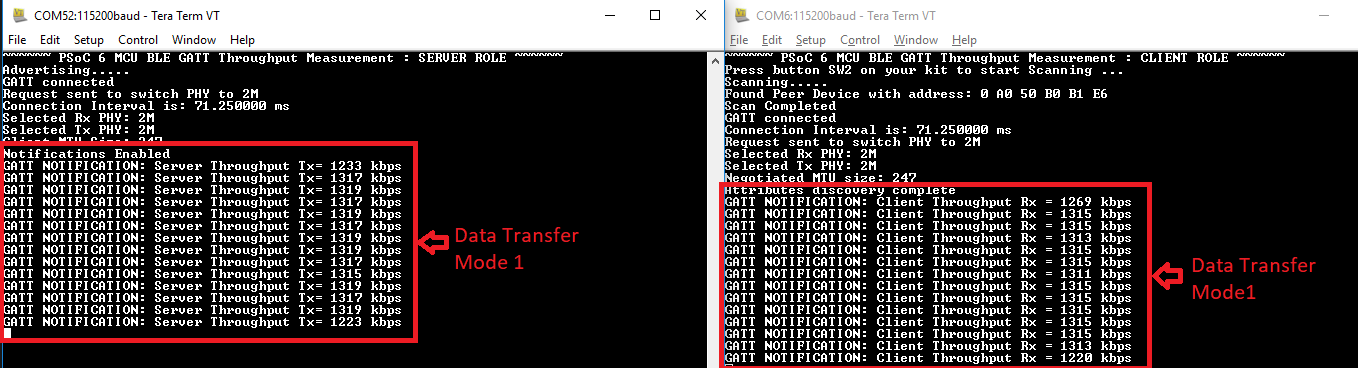 COM52:115200baud - Tera Term VT
File Edit Setup Control Window Help
~~~~~~~ PSoC 6 MCU BLE GATT Throughput Measurement : SERVER ROLE ~~~~~~~
Advertising.....
GATT connected
Request sent to switch PHY to 2M
Connection Interval is: 71.250000 ms
Selected Rx PHY: 2M
Selected Tx PHY: 2M
Client MTU Size: 247
Notifications Enabled
GATT NOTIFICATION: Server Throughput Tx= 1233 kbps
GATT NOTIFICATION: Server Throughput Tx= 1317 kbps
GATT NOTIFICATION: Server Throughput Tx= 1319 kbps
GATT NOTIFICATION: Server Throughput Tx= 1317 kbps
GATT NOTIFICATION: Server Throughput Tx= 1319 kbps
GATT NOTIFICATION: Server Throughput Tx= 1317 kbps
GATT NOTIFICATION: Server Throughput Tx= 1319 kbps
GATT NOTIFICATION: Server Throughput Tx= 1319 kbps
GATT NOTIFICATION: Server Throughput Tx= 1317 kbps
GATT NOTIFICATION: Server Throughput Tx= 1315 kbps
GATT NOTIFICATION: Server Throughput Tx= 1319 kbps
GATT NOTIFICATION: Server Throughput Tx= 1317 kbps
GATT NOTIFICATION: Server Throughput Tx= 1319 kbps
GATT NOTIFICATION: Server Throughput Tx= 1223 kbps
Data Transfer
Mode 1
COM6:115200baud - Tera Term VT
File Edit Setup Control Window Help
~~~~~~~ PSoC 6 MCU BLE GATT Throughput Measurement : CLIENT ROLE ~~~~~~~
Press button SW2 on your kit to start Scanning ...
Scanning.....
Found Peer Device with address: 0 A0 50 B0 B1 E6
Scan Completed
GATT connected
Connection Interval is: 71.250000 ms
Request sent to switch PHY to 2M
Selected Rx PHY: 2M
Selected Tx PHY: 2M
Negotiated MTU size: 247
Attributes discovery complete
GATT NOTIFICATION: Client Throughput Rx = 1269 kbps
GATT NOTIFICATION: Client Throughput Rx = 1315 kbps
GATT NOTIFICATION: Client Throughput Rx = 1315 kbps
GATT NOTIFICATION: Client Throughput Rx = 1313 kbps
GATT NOTIFICATION: Client Throughput Rx = 1315 kbps
GATT NOTIFICATION: Client Throughput Rx = 1315 kbps
GATT NOTIFICATION: Client Throughput Rx = 1311 kbps
GATT NOTIFICATION: Client Throughput Rx = 1315 kbps
GATT NOTIFICATION: Client Throughput Rx = 1315 kbps
GATT NOTIFICATION: Client Throughput Rx = 1315 kbps
GATT NOTIFICATION: Client Throughput Rx = 1315 kbps
GATT NOTIFICATION: Client Throughput Rx = 1315 kbps
GATT NOTIFICATION: Client Throughput Rx = 1313 kbps
GATT NOTIFICATION: Client Throughput Rx = 1220 kbps
Data Transfer
Mode1